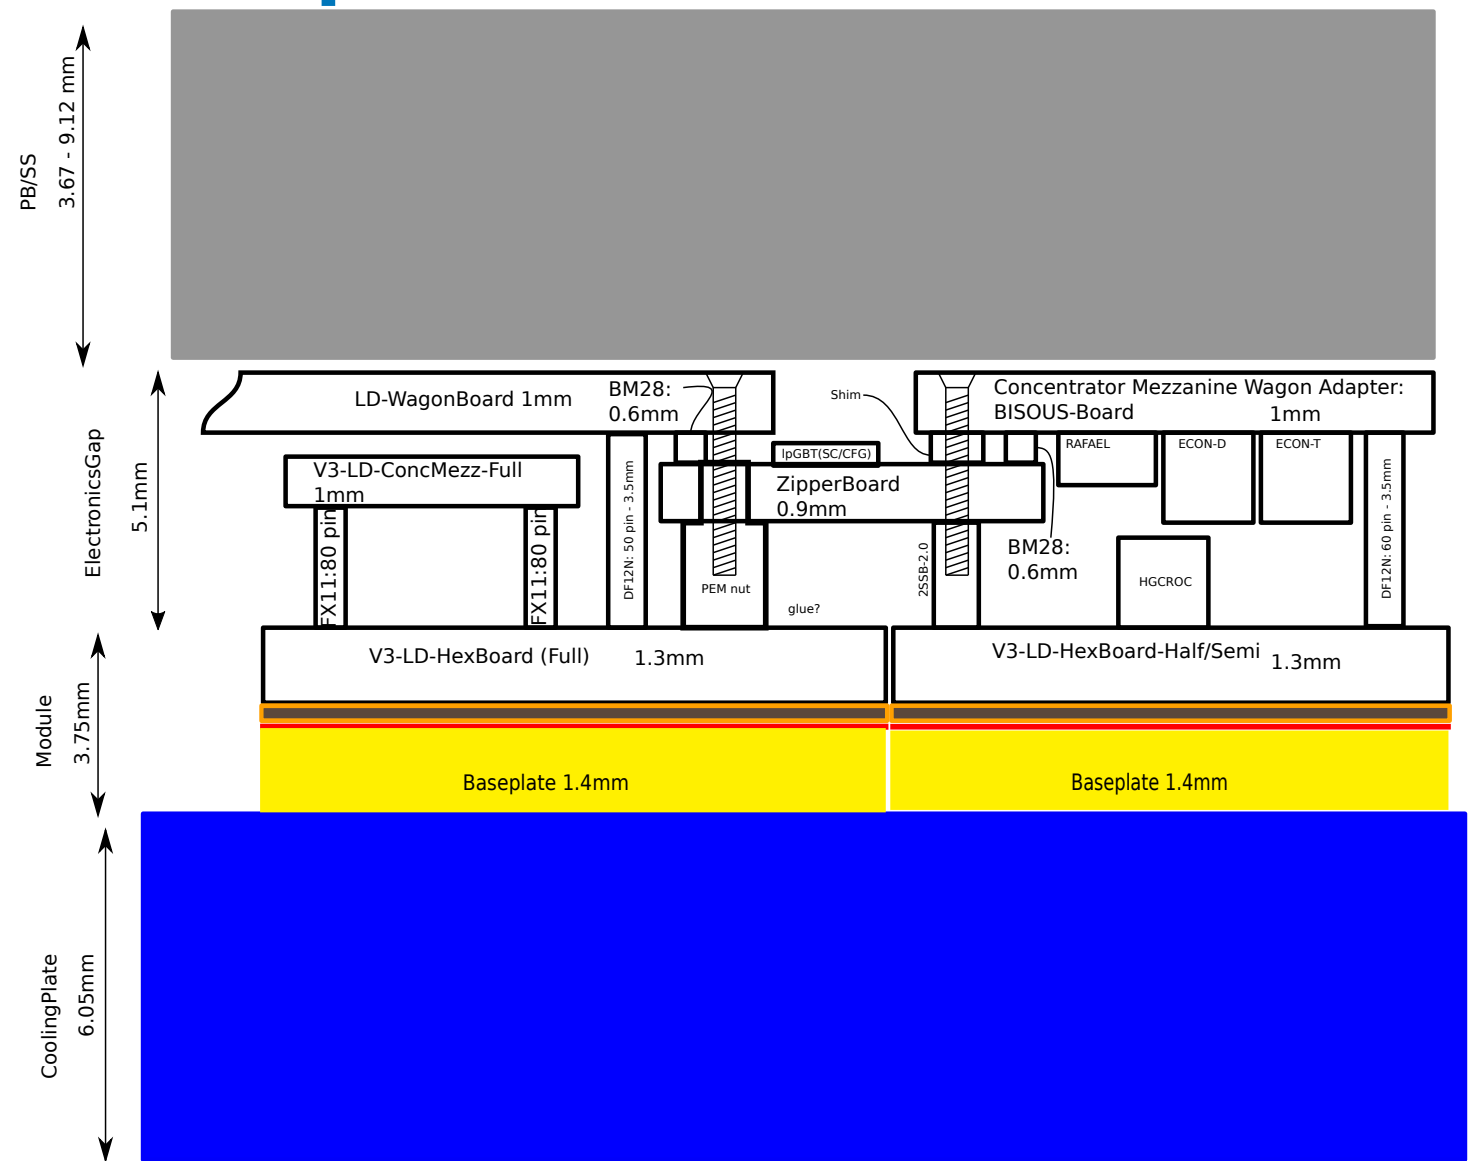 PB/SS
3.67 - 9.12 mm
ElectronicsGap
5.1mm
LD-WagonBoard 1mm
BM28:
0.6mm
Shim
Concentrator Mezzanine Wagon Adapter:
BISOUS-Board
1mm
V3-LD-ConcMezz-Full
1mm
FX11:80 pin
FX11:80 pin
DF12N: 50 pin - 3.5mm
lpGBT(SC/CFG)
ZipperBoard
0.9mm
RAFAEL
ECON-D
ECON-T
DF12N: 60 pin - 3.5mm
PEM nut
glue?
2SSB-2.0
BM28:
0.6mm
HGCROC
Module
3.75mm
V3-LD-HexBoard (Full)
1.3mm
V3-LD-HexBoard-Half/Semi
1.3mm
Baseplate 1.4mm
Baseplate 1.4mm
CoolingPlate
6.05mm